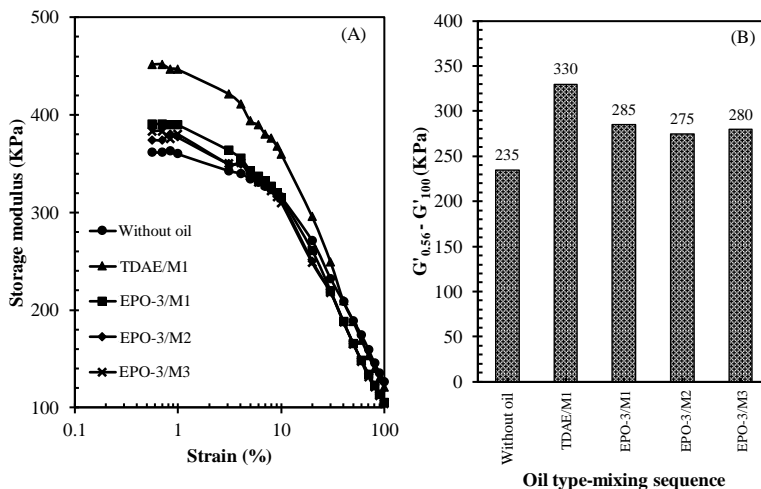 (A)
Storage modulus (KPa)
500
400
300
200
100
Without oil
TDAE/M1
EPO-3/M1
EPO-3/M2
EPO-3/M3
0.1
1
10
100
Strain (%)
(B)
G'0.56 - G'100 (KPa)
400
350
300
250
200
150
100
50
0
235
330
285
275
280
Without oil
TDAE/M1
EPO-3/M1
EPO-3/M2
EPO-3/M3
Oil type-mixing sequence